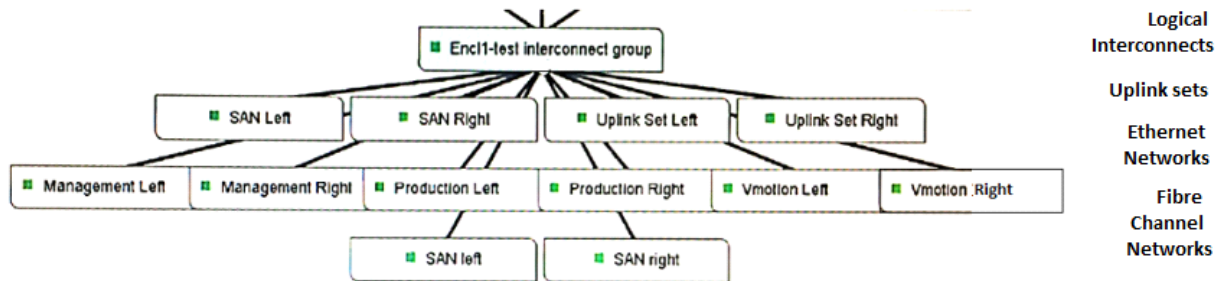 Encl1-test interconnect group
Logical
Interconnects
SAN Left
SAN Right
Uplink Set Left
Uplink Set Right
Uplink sets
Management Left
Management Right
Production Left
Production Right
Vmotion Left
Vmotion Right
Ethernet
Networks
SAN left
SAN right
Fibre
Channel
Networks